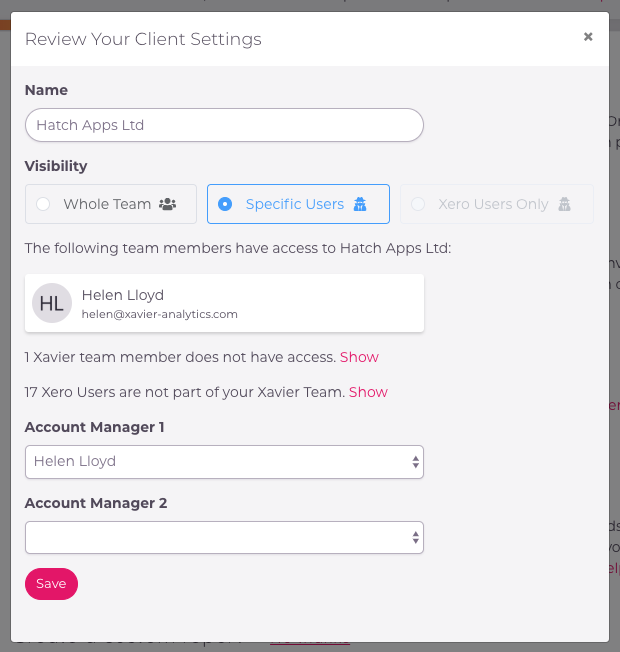 Review Your Client Settings
×
Name
Hatch Apps Ltd
Visibility
Whole Team
Specific Users
Xero Users Only
The following team members have access to Hatch Apps Ltd:
HL
Helen Lloyd
helen@xavier-analytics.com
1 Xavier team member does not have access. Show
17 Xero Users are not part of your Xavier Team. Show
Account Manager 1
Helen Lloyd
Account Manager 2
Save